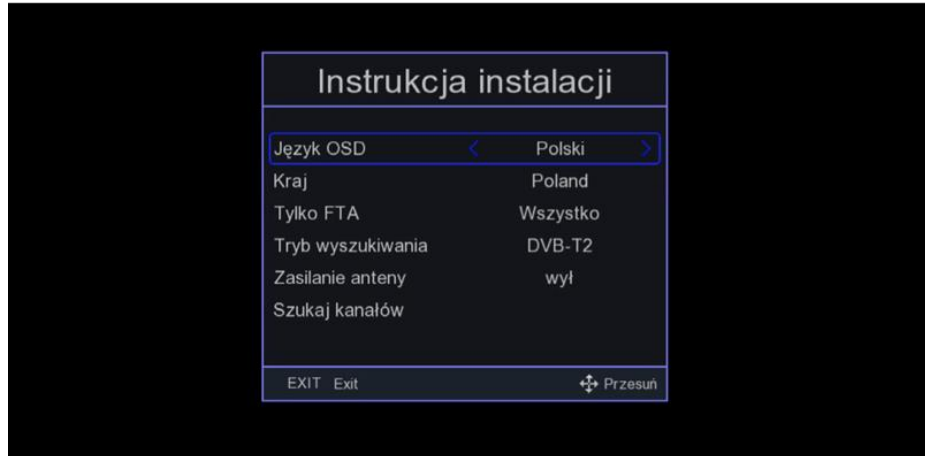 Instrukcja instalacji
Język OSD Polski
Kraj Poland
Tylko FTA Wszystko
Tryb wyszukiwania DVB-T2
Zasilanie anteny wył
Szukaj kanałów
EXIT Exit Przesuń